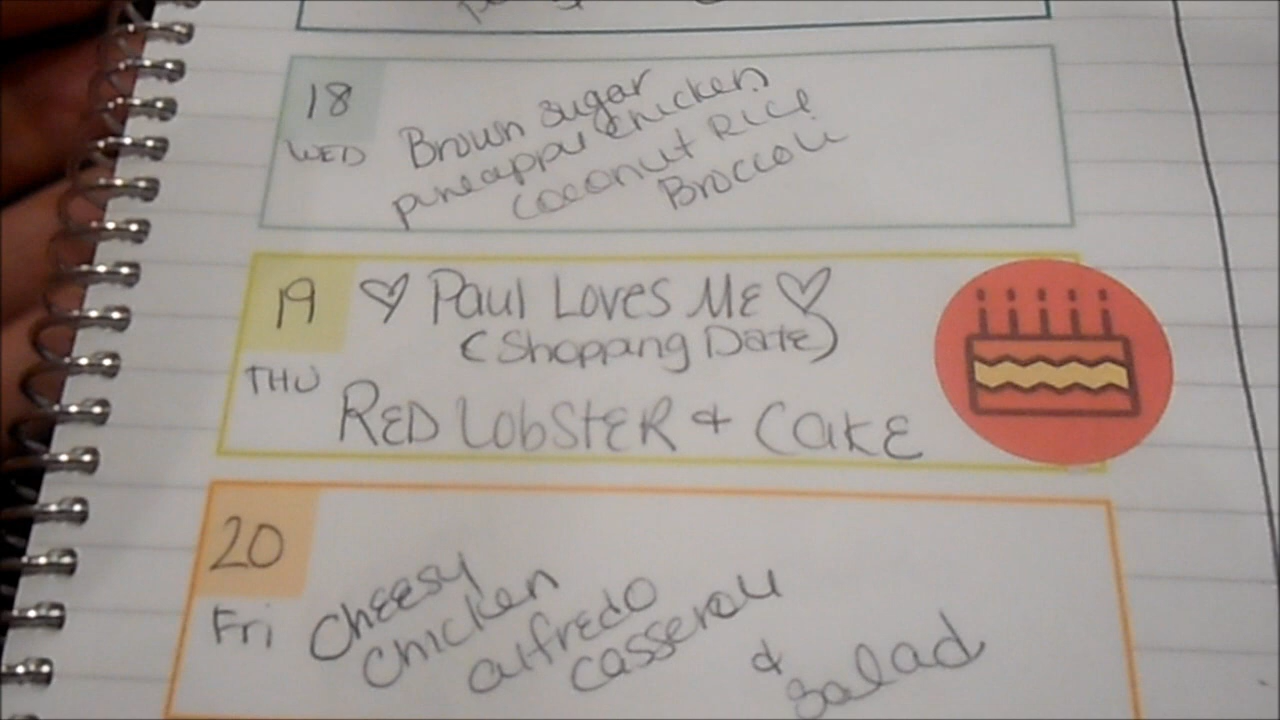 18
WED
Brown sugar
pineapple chicken
coconut Rice
Broccoli
19
THU
♡ Paul Loves Me ♡
(Shopping Date)
RED LobSTER & CAKE
20
Fri
Cheesy
chicken
alfredo
casserole
& salad